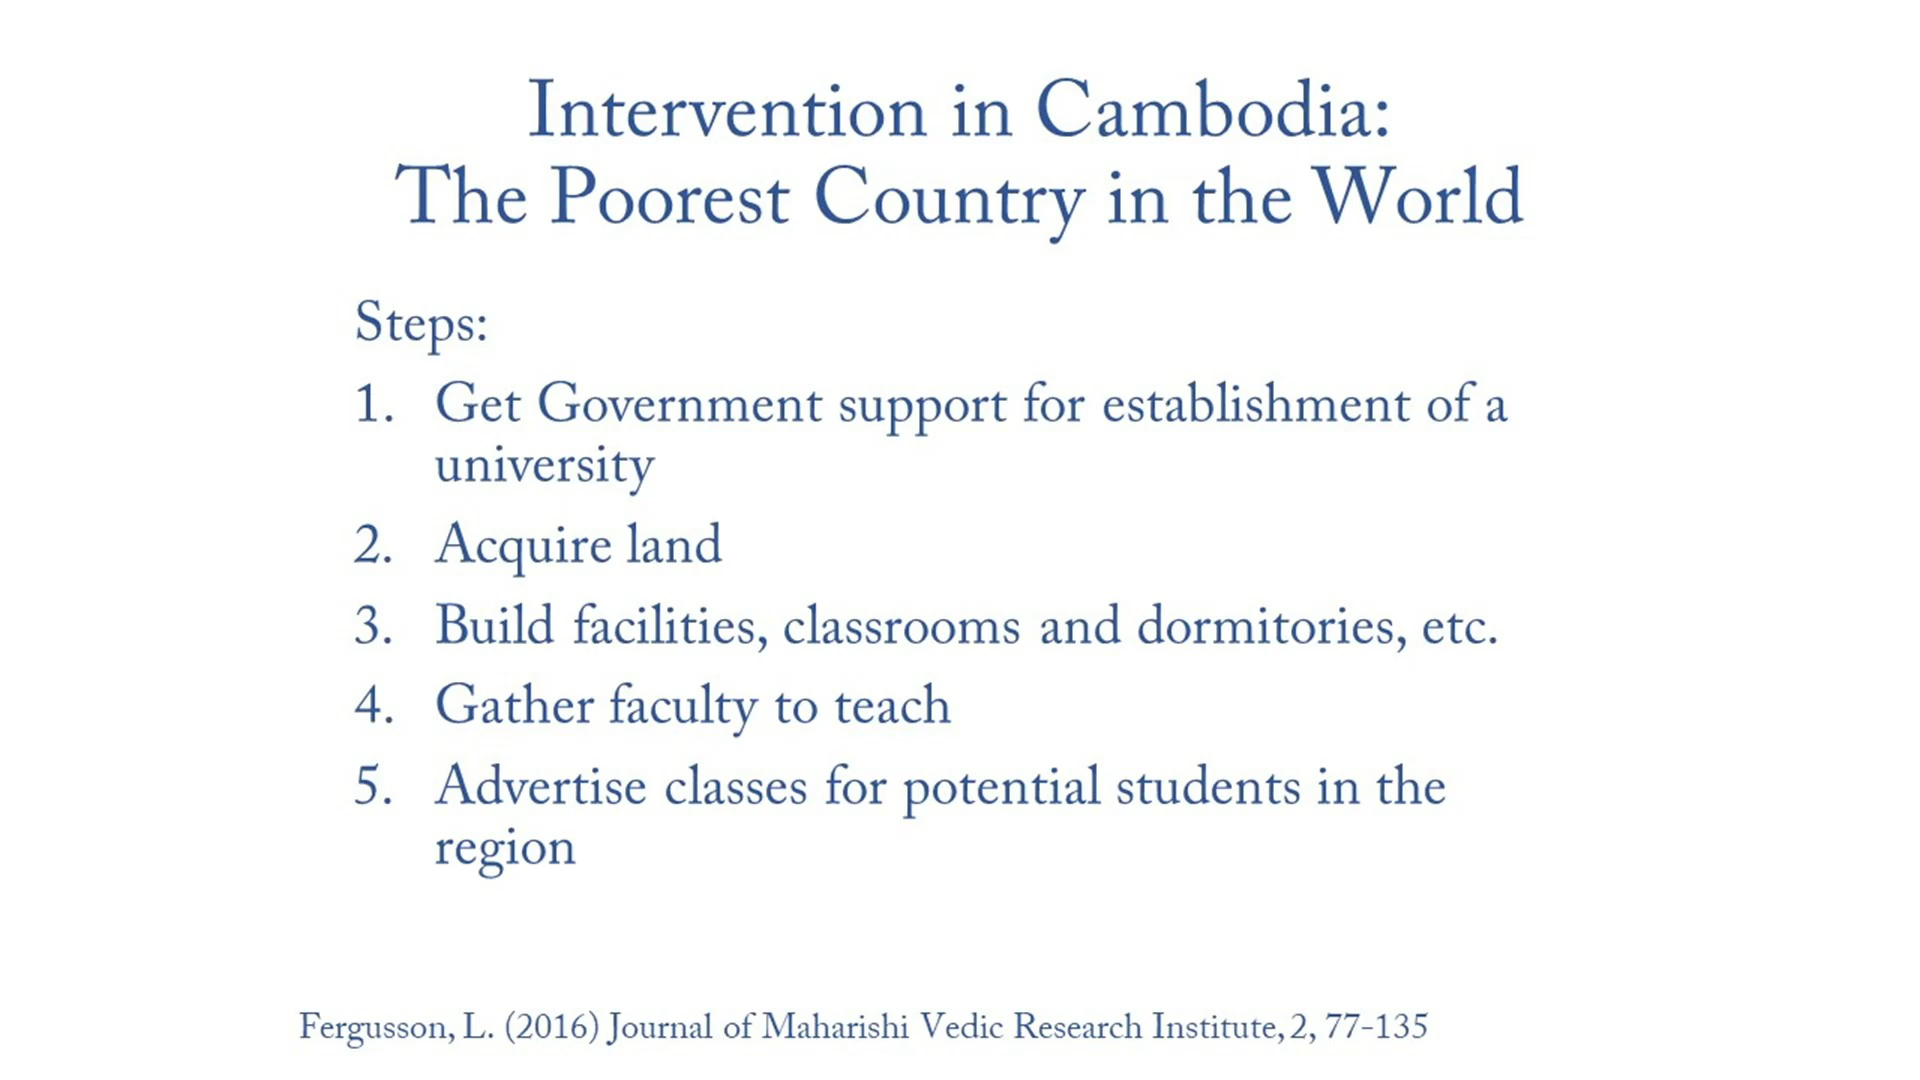 Intervention in Cambodia:
The Poorest Country in the World
Steps:
1. Get Government support for establishment of a
university
2. Acquire land
3. Build facilities, classrooms and dormitories, etc.
4. Gather faculty to teach
5. Advertise classes for potential students in the
region
Fergusson, L. (2016) Journal of Maharishi Vedic Research Institute, 2, 77-135